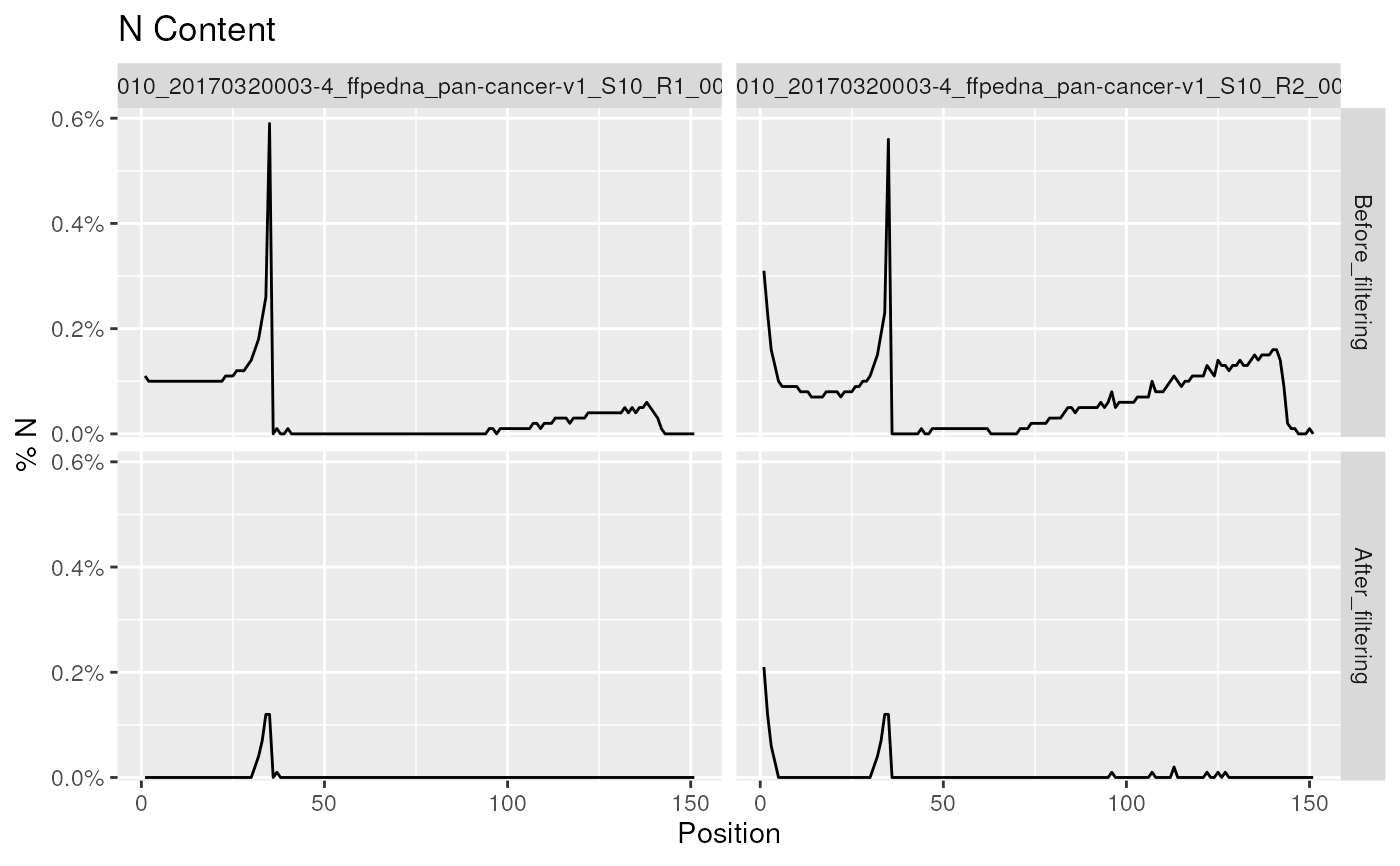 N Content
010_20170320003-4_ffpedna_pan-cancer-v1_S10_R1_00
010_20170320003-4_ffpedna_pan-cancer-v1_S10_R2_00
0.6%
0.4%
0.2%
0.0%
Before_filtering
% N
0.6%
0.4%
0.2%
0.0%
After_filtering
0 50 100 150
0 50 100 150
Position